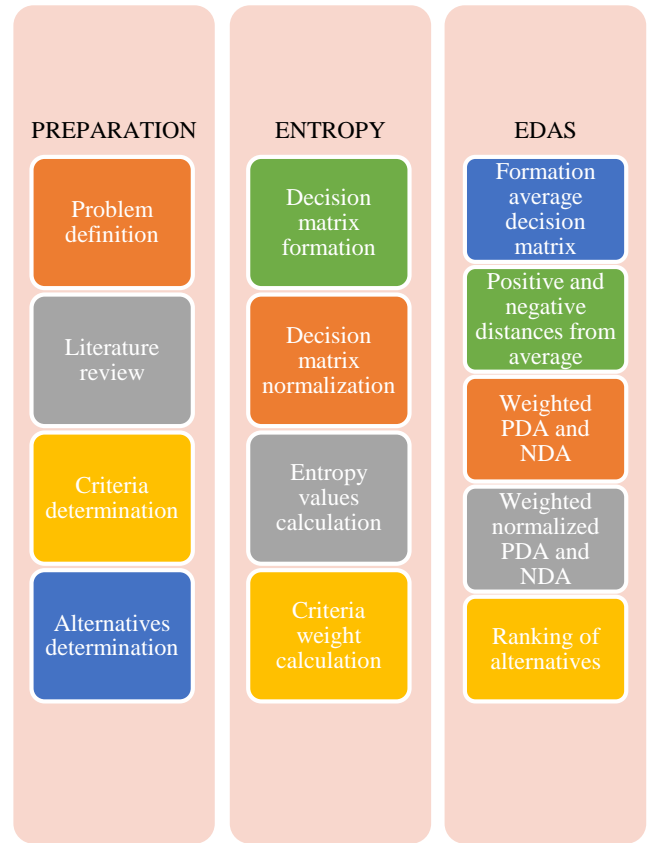 PREPARATION
Problem
definition
Literature
review
Criteria
determination
Alternatives
determination
ENTROPY
Decision
matrix
formation
Decision
matrix
normalization
Entropy
values
calculation
Criteria
weight
calculation
EDAS
Formation
average
decision
matrix
Positive and
negative
distances from
average
Weighted
PDA and
NDA
Weighted
normalized
PDA and
NDA
Ranking of
alternatives